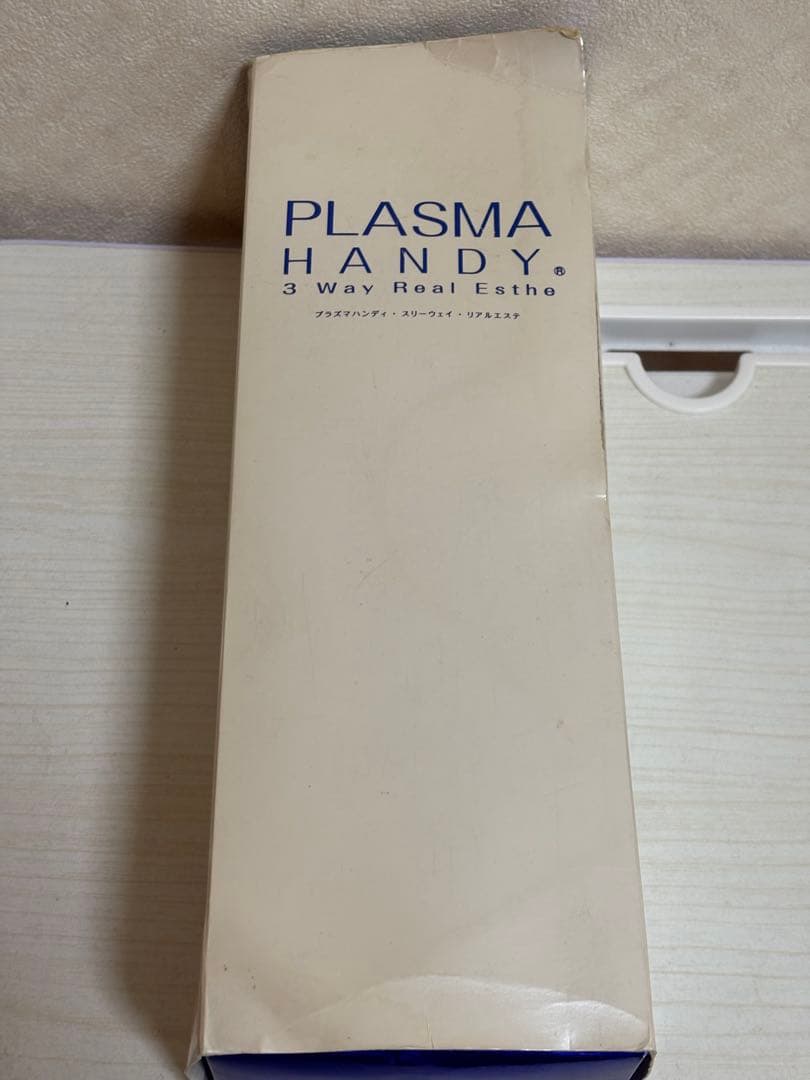 PLASMA
HANDY®
3 Way Real Esthe
プラズマハンディ・スリーウェイ・リアルエステ